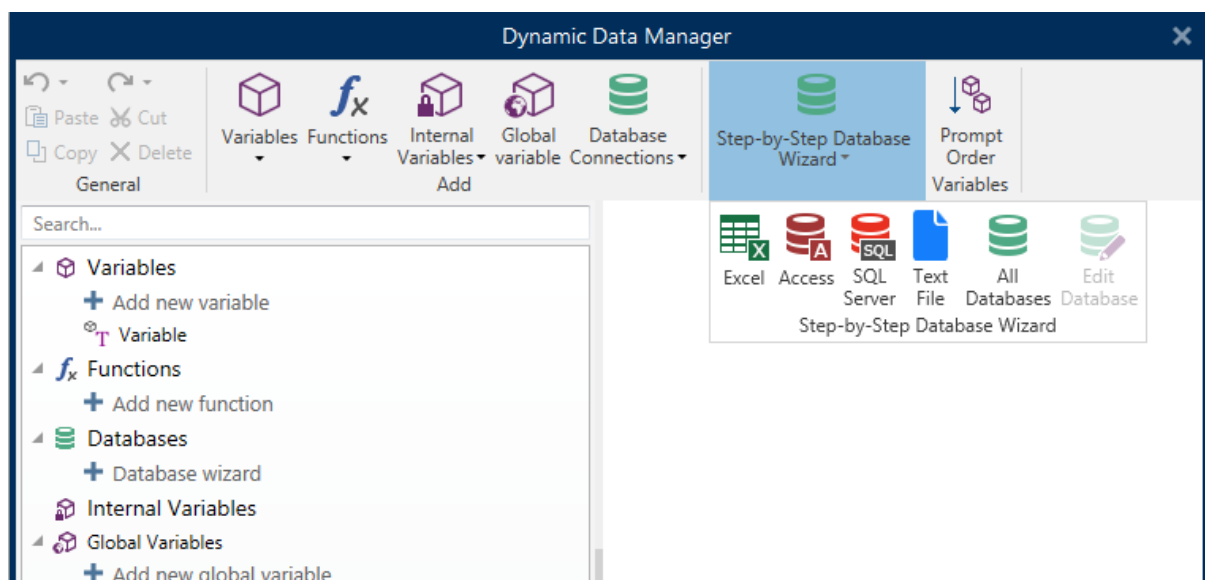 Dynamic Data Manager
Paste Cut
Copy Delete
General
Variables Functions Internal Variables Global variable Database Connections
Add
Step-by-Step Database Wizard
Prompt Order
Variables
Search...
Excel Access SQL Server Text File All Databases Edit Database
Step-by-Step Database Wizard
Variables
Add new variable
T Variable
fx Functions
Add new function
Databases
Database wizard
Internal Variables
Global Variables
Add new global variable